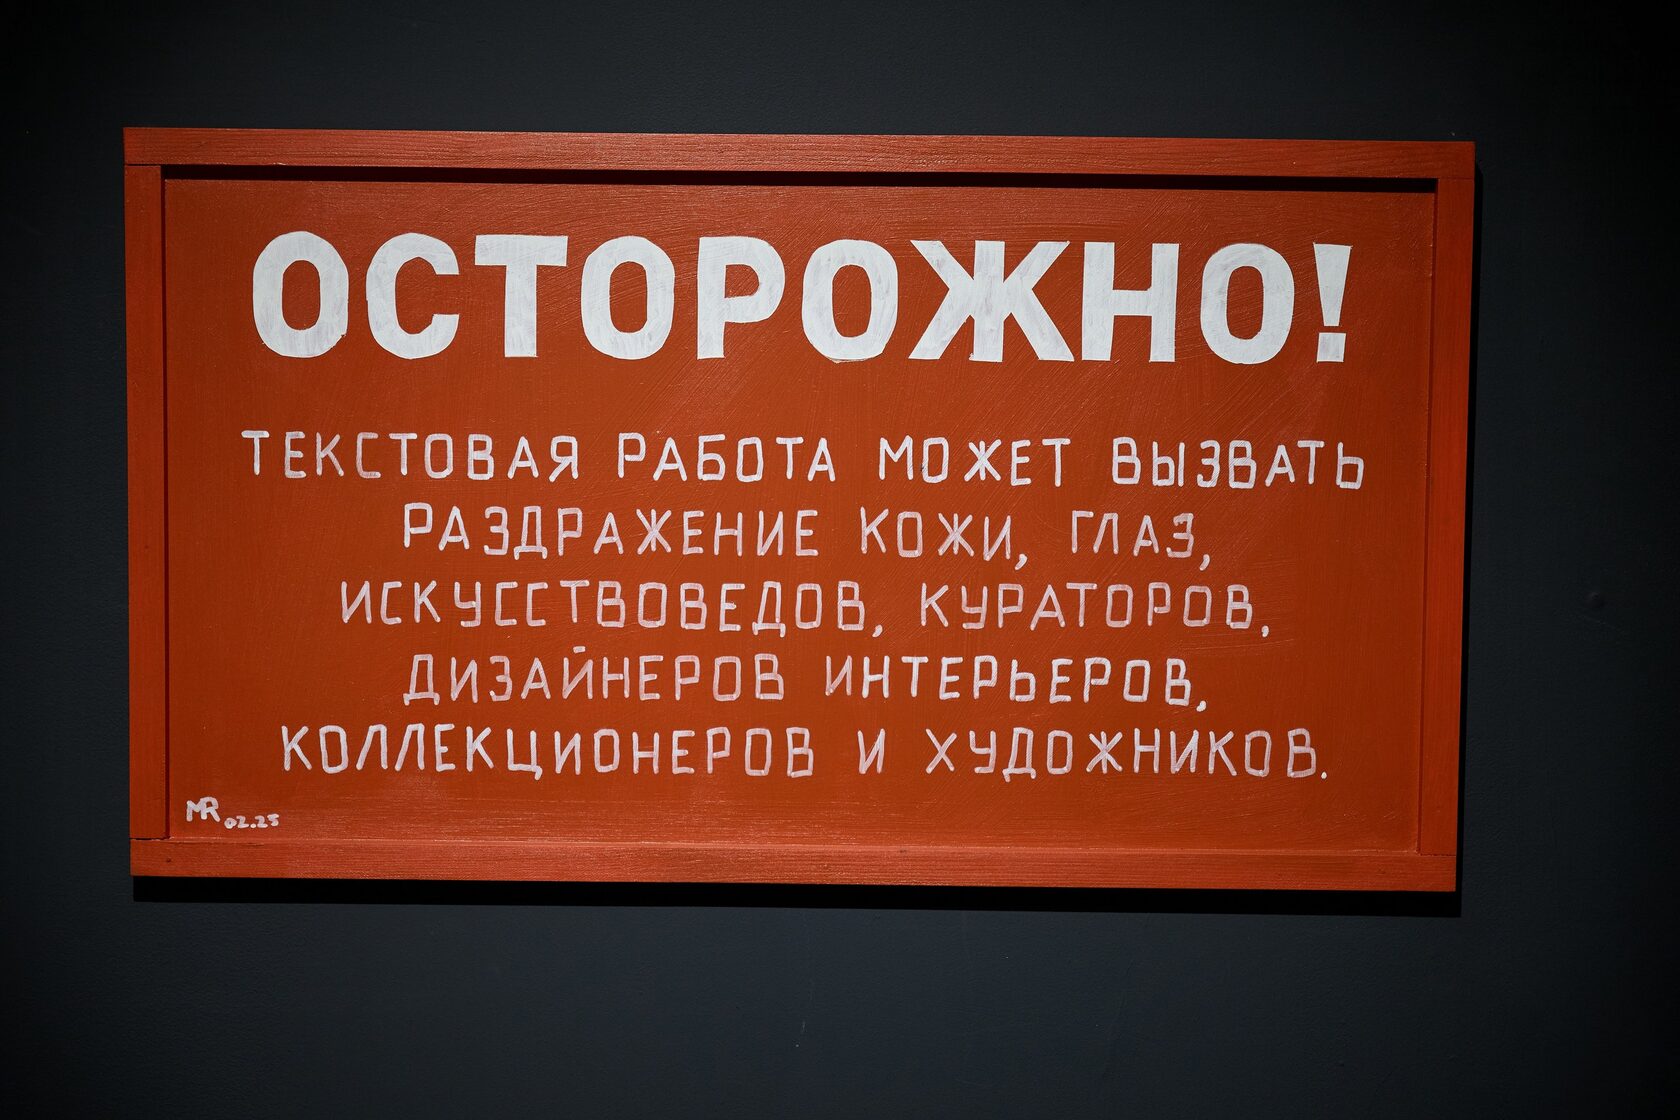 ОСТОРОЖНО!
ТЕКСТОВАЯ РАБОТА МОЖЕТ ВЫЗВАТЬ
РАЗДРАЖЕНИЕ КОЖИ, ГЛАЗ,
ИСКУССТВОВЕДОВ, КУРАТОРОВ,
ДИЗАЙНЕРОВ ИНТЕРЬЕРОВ,
КОЛЛЕКЦИОНЕРОВ И ХУДОЖНИКОВ.
MR 02.25